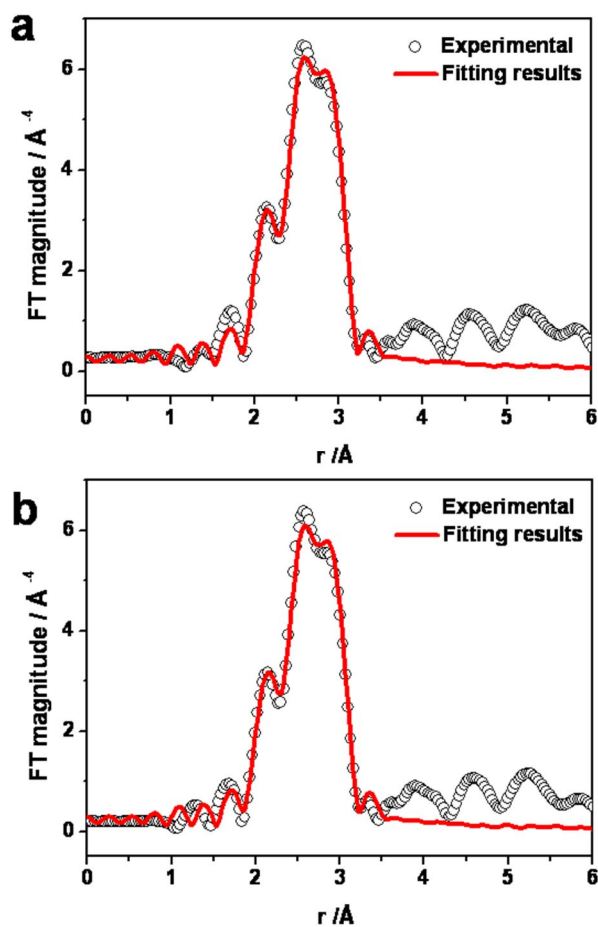 a
Experimental
Fitting results
FT magnitude / A -4
6
4
2
0
0 1 2 3 4 5 6
r /Å
b
Experimental
Fitting results
FT magnitude / A -4
6
4
2
0
0 1 2 3 4 5 6
r /Å